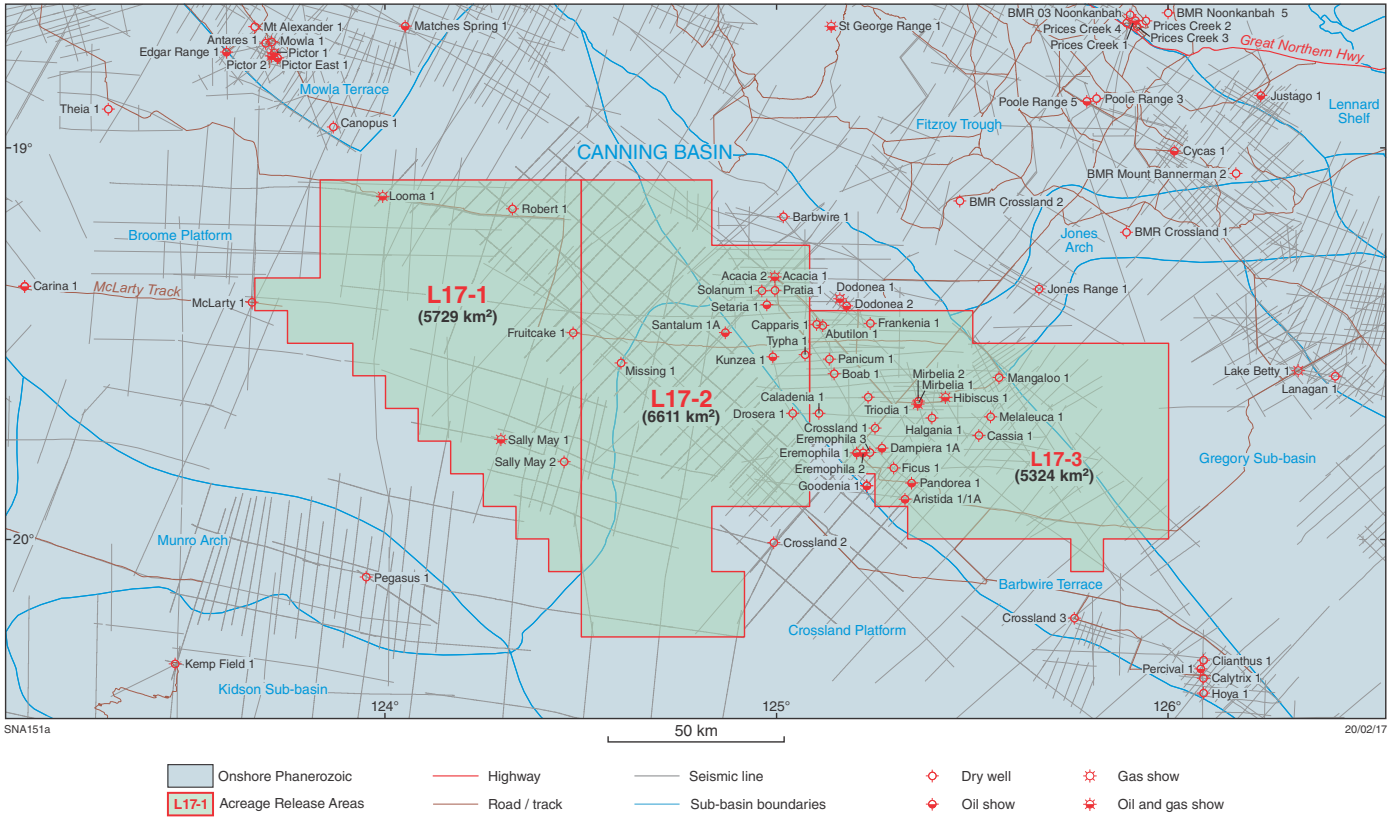 Mt Alexander 1
Matches Spring 1
St George Range 1
BMR 03 Noonkanbah
BMR Noonkanbah 5
Antares 1
Mowla 1
Prices Creek 4
Prices Creek 2
Edgar Range 1
Pictor 1
Prices Creek 1
Prices Creek 3
Pictor 2
Pictor East 1
Great Northern Hwy
Mowla Terrace
Theia 1
Poole Range 5
Poole Range 3
Justago 1
Lennard
Shelf
Canopus 1
Fitzroy Trough
19°
CANNING BASIN
Cycas 1
BMR Mount Bannerman 2
Looma 1
Robert 1
Barbwire 1
BMR Crossland 2
Broome Platform
Jones
Arch
BMR Crossland 1
Carina 1
McLarty Track
McLarty 1
L17-1
(5729 km²)
Acacia 2
Acacia 1
Solanum 1
Pratia 1
Dodonea 1
Setaria 1
Dodonea 2
Jones Range 1
Fruitcake 1
Santalum 1A
Capparis 1
Abutilon 1
Frankenia 1
Typha 1
Kunzea 1
Panicum 1
Missing 1
Boab 1
Mirbelia 2
Mirbelia 1
Mangaloo 1
Lake Betty 1
Lanagan 1
L17-2
(6611 km²)
Caladenia 1
Triodia 1
Hibiscus 1
Drosera 1
Halgania 1
Melaleuca 1
Crossland 1
Cassia 1
Sally May 1
Eremophila 3
Eremophila 1
Dampiera 1A
Sally May 2
Eremophila 2
Ficus 1
L17-3
(5324 km²)
Gregory Sub-basin
Goodenia 1
Pandorea 1
Aristida 1/1A
20°
Munro Arch
Crossland 2
Pegasus 1
Barbwire Terrace
Crossland 3
Crossland Platform
Kemp Field 1
Kidson Sub-basin
Clianthus 1
Percival 1
Calytrix 1
Hoya 1
124°
125°
126°
SNA151a
50 km
20/02/17
Onshore Phanerozoic
Highway
Seismic line
Dry well
Gas show
L17-1
Acreage Release Areas
Road / track
Sub-basin boundaries
Oil show
Oil and gas show